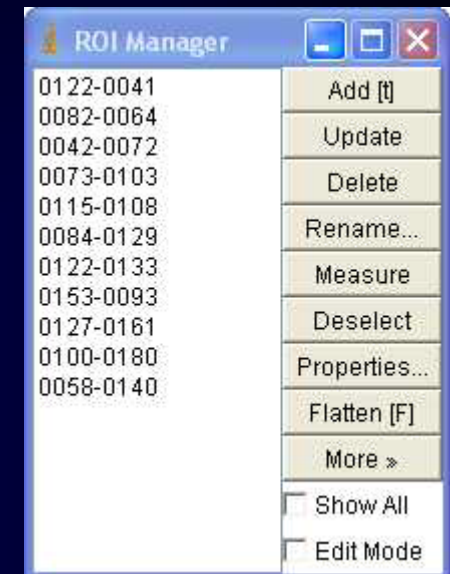 ROI Manager
0122-0041
0082-0064
0042-0072
0073-0103
0115-0108
0084-0129
0122-0133
0153-0093
0127-0161
0100-0180
0058-0140
Add [t]
Update
Delete
Rename...
Measure
Deselect
Properties...
Flatten [F]
More »
Show All
Edit Mode